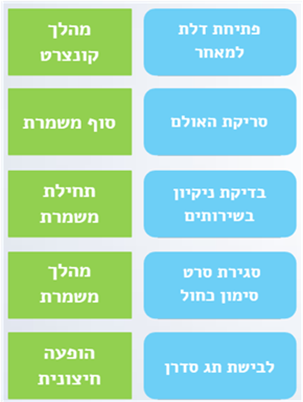 פתיחת דלת
למאחר
מהלך
קונצרט
סריקת האולם
סוף משמרת
בדיקת ניקיון
בשירותים
תחילת
משמרת
סגירת סרט
סימון כחול
מהלך
משמרת
לבישת תג סדרן
הופעה
חיצונית